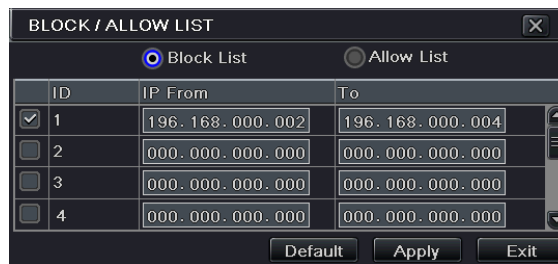 BLOCK / ALLOW LIST
Block List Allow List
ID IP From To
1 196.168.000.002 196.168.000.004
2 000.000.000.000 000.000.000.000
3 000.000.000.000 000.000.000.000
4 000.000.000.000 000.000.000.000
Default Apply Exit